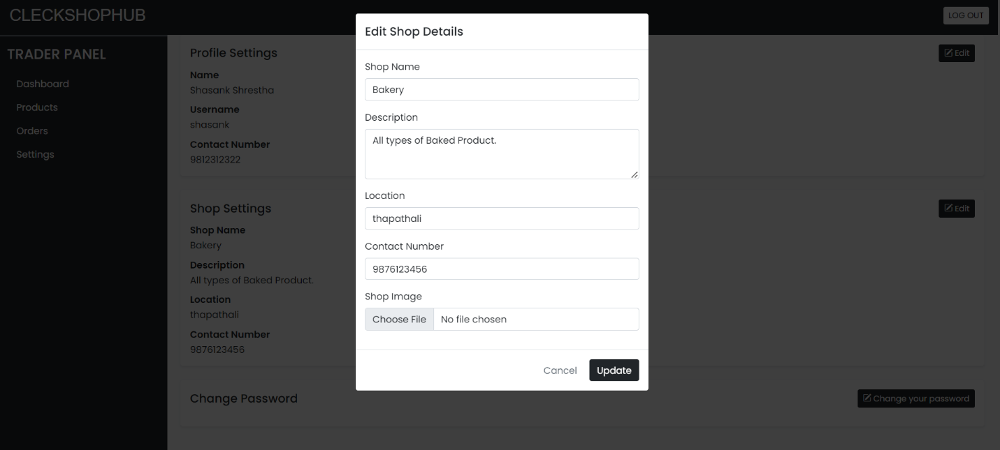 CLECKSHOPHUB
LOG OUT
TRADER PANEL
Dashboard
Products
Orders
Settings
Profile Settings
Edit
Name
Shasank Shrestha
Username
shasank
Contact Number
9812312322
Shop Settings
Edit
Shop Name
Bakery
Description
All types of Baked Product.
Location
thapathali
Contact Number
9876123456
Change Password
Change your password
Edit Shop Details
Shop Name
Bakery
Description
All types of Baked Product.
Location
thapathali
Contact Number
9876123456
Shop Image
Choose File No file chosen
Cancel Update